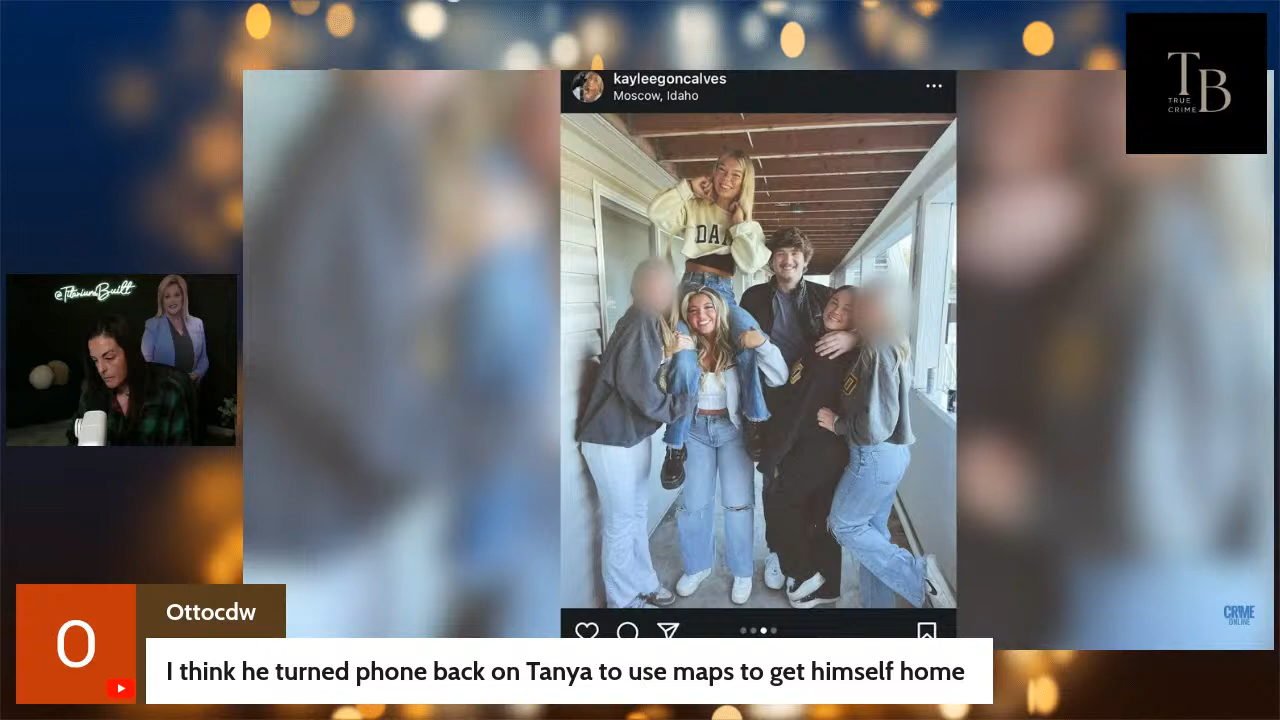 kayleegoncalves
Moscow, Idaho
TB
TRUE
CRIME
DA
@TitaniumBuilt
CRIME
ONLINE
O
Ottocdw
I think he turned phone back on Tanya to use maps to get himself home